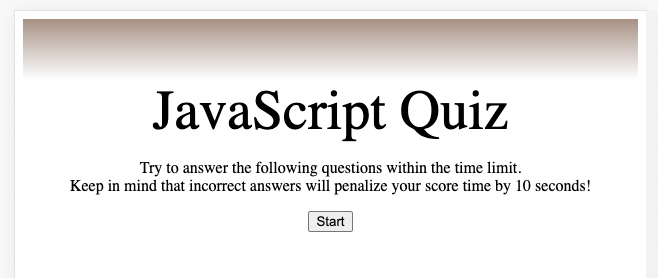 JavaScript Quiz
Try to answer the following questions within the time limit.
Keep in mind that incorrect answers will penalize your score time by 10 seconds!
Start